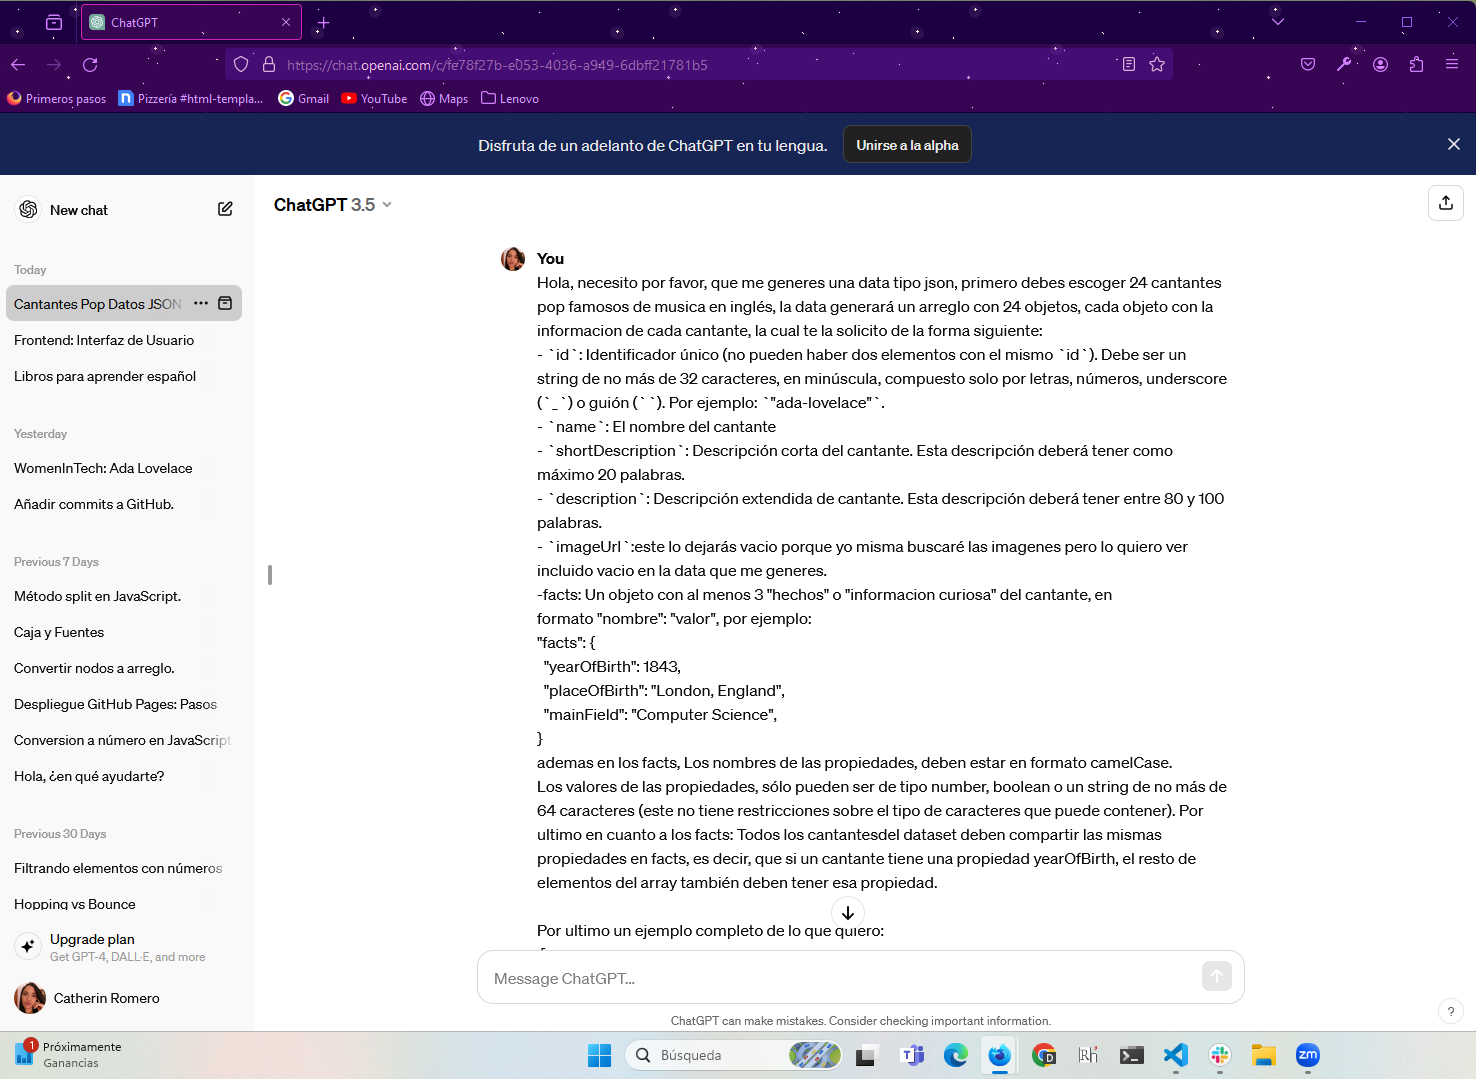 ChatGPT
https://chat.openai.com/c/fe78f27b-e053-4036-a949-6dbff21781b5
Primeros pasos
Pizzería #html-templa...
Gmail
YouTube
Maps
Lenovo
Disfruta de un adelanto de ChatGPT en tu lengua.
Unirse a la alpha
New chat
Today
Cantantes Pop Datos JSON
Frontend: Interfaz de Usuario
Libros para aprender español
Yesterday
WomenInTech: Ada Lovelace
Añadir commits a GitHub.
Previous 7 Days
Método split en JavaScript.
Caja y Fuentes
Convertir nodos a arreglo.
Despliegue GitHub Pages: Pasos
Conversion a número en JavaScript
Hola, ¿en qué ayudarte?
Previous 30 Days
Filtrando elementos con números
Hopping vs Bounce
Upgrade plan
Get GPT-4, DALL·E, and more
Catherin Romero
ChatGPT 3.5
You
Hola, necesito por favor, que me generes una data tipo json, primero debes escoger 24 cantantes
pop famosos de musica en inglés, la data generará un arreglo con 24 objetos, cada objeto con la
informacion de cada cantante, la cual te la solicito de la forma siguiente:
- `id`: Identificador único (no pueden haber dos elementos con el mismo `id`). Debe ser un
string de no más de 32 caracteres, en minúscula, compuesto solo por letras, números, underscore
(`_`) o guión (` `). Por ejemplo: `"ada-lovelace"`.
- `name`: El nombre del cantante
- `shortDescription`: Descripción corta del cantante. Esta descripción deberá tener como
máximo 20 palabras.
- `description`: Descripción extendida de cantante. Esta descripción deberá tener entre 80 y 100
palabras.
- `imageUrl`:este lo dejarás vacio porque yo misma buscaré las imagenes pero lo quiero ver
incluido vacio en la data que me generes.
-facts: Un objeto con al menos 3 "hechos" o "informacion curiosa" del cantante, en
formato "nombre": "valor", por ejemplo:
"facts": {
"yearOfBirth": 1843,
"placeOfBirth": "London, England",
"mainField": "Computer Science",
}
ademas en los facts, Los nombres de las propiedades, deben estar en formato camelCase.
Los valores de las propiedades, sólo pueden ser de tipo number, boolean o un string de no más de
64 caracteres (este no tiene restricciones sobre el tipo de caracteres que puede contener). Por
ultimo en cuanto a los facts: Todos los cantantesdel dataset deben compartir las mismas
propiedades en facts, es decir, que si un cantante tiene una propiedad yearOfBirth, el resto de
elementos del array también deben tener esa propiedad.
Por ultimo un ejemplo completo de lo que quiero:
Message ChatGPT...
ChatGPT can make mistakes. Consider checking important information.
?
1
Próximamente
Ganancias
Búsqueda
zm